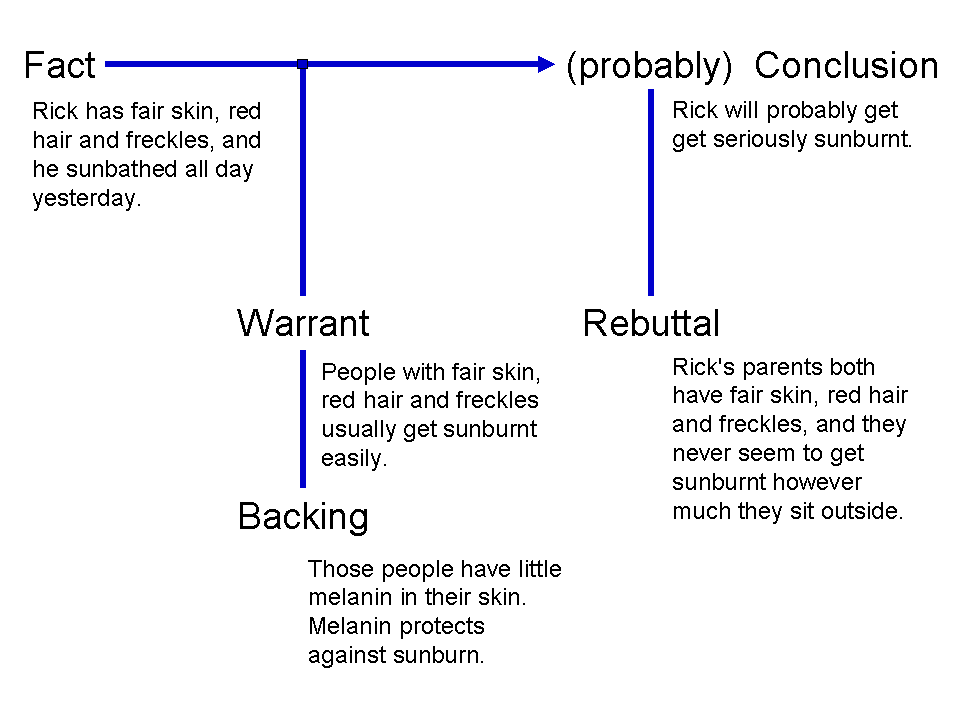 Fact
(probably) Conclusion
Rick has fair skin, red
hair and freckles, and
he sunbathed all day
yesterday.
Rick will probably get
get seriously sunburnt.
Warrant
Rebuttal
People with fair skin,
red hair and freckles
usually get sunburnt
easily.
Rick's parents both
have fair skin, red hair
and freckles, and they
never seem to get
sunburnt however
much they sit outside.
Backing
Those people have little
melanin in their skin.
Melanin protects
against sunburn.